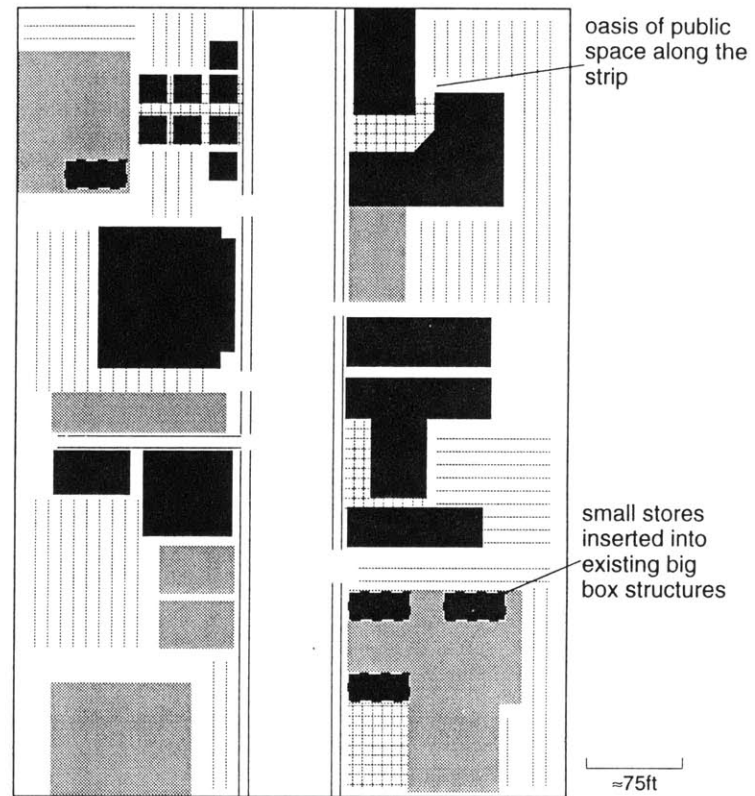 oasis of public
space along the
strip
small stores
inserted into
existing big
box structures
≈75ft